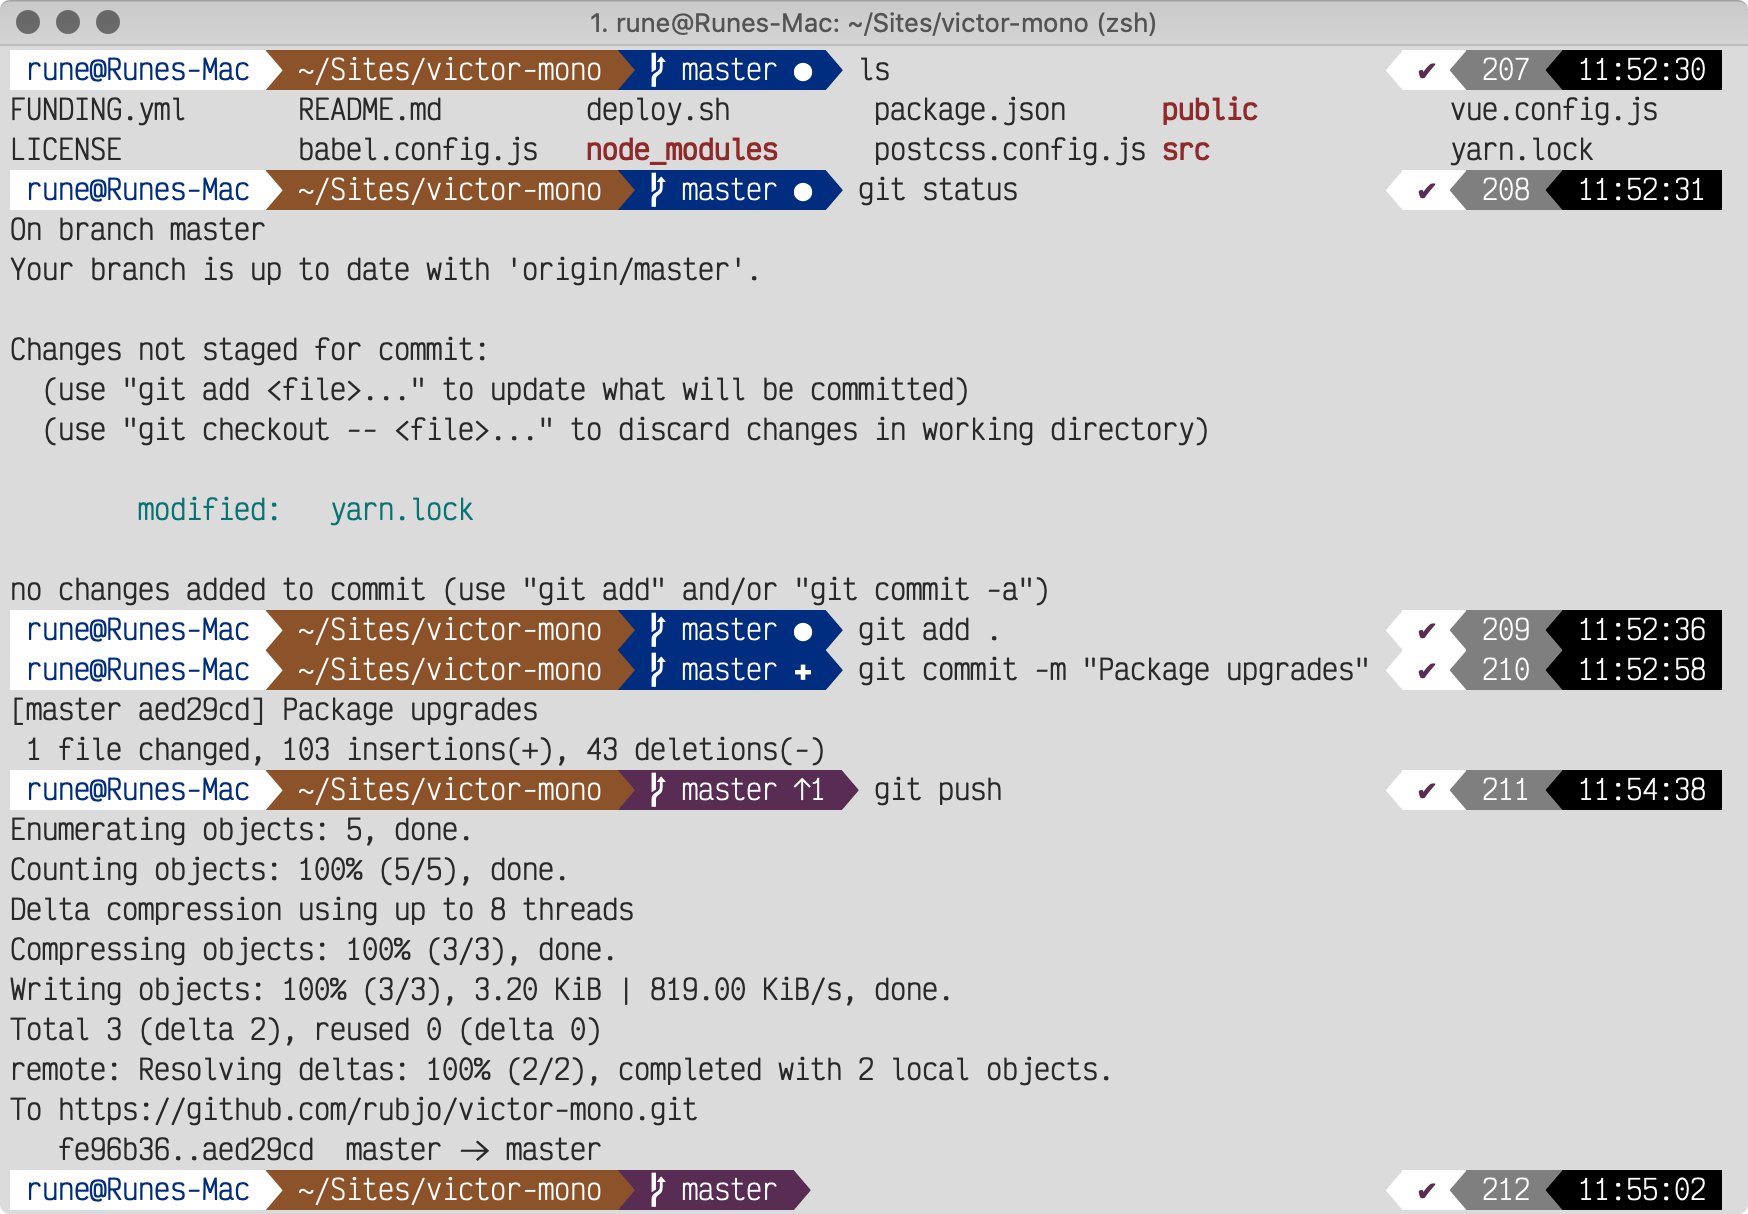 1. rune@Runes-Mac: ~/Sites/victor-mono (zsh)
rune@Runes-Mac ~/Sites/victor-mono master ● ls ✔ 207 11:52:30
FUNDING.yml README.md deploy.sh package.json public vue.config.js
LICENSE babel.config.js node_modules postcss.config.js src yarn.lock
rune@Runes-Mac ~/Sites/victor-mono master ● git status ✔ 208 11:52:31
On branch master
Your branch is up to date with 'origin/master'.
Changes not staged for commit:
(use "git add <file>..." to update what will be committed)
(use "git checkout -- <file>..." to discard changes in working directory)
modified: yarn.lock
no changes added to commit (use "git add" and/or "git commit -a")
rune@Runes-Mac ~/Sites/victor-mono master ● git add . ✔ 209 11:52:36
rune@Runes-Mac ~/Sites/victor-mono master ✚ git commit -m "Package upgrades" ✔ 210 11:52:58
[master aed29cd] Package upgrades
1 file changed, 103 insertions(+), 43 deletions(-)
rune@Runes-Mac ~/Sites/victor-mono master ↑1 git push ✔ 211 11:54:38
Enumerating objects: 5, done.
Counting objects: 100% (5/5), done.
Delta compression using up to 8 threads
Compressing objects: 100% (3/3), done.
Writing objects: 100% (3/3), 3.20 KiB | 819.00 KiB/s, done.
Total 3 (delta 2), reused 0 (delta 0)
remote: Resolving deltas: 100% (2/2), completed with 2 local objects.
To https://github.com/rubjo/victor-mono.git
fe96b36..aed29cd master -> master
rune@Runes-Mac ~/Sites/victor-mono master ✔ 212 11:55:02